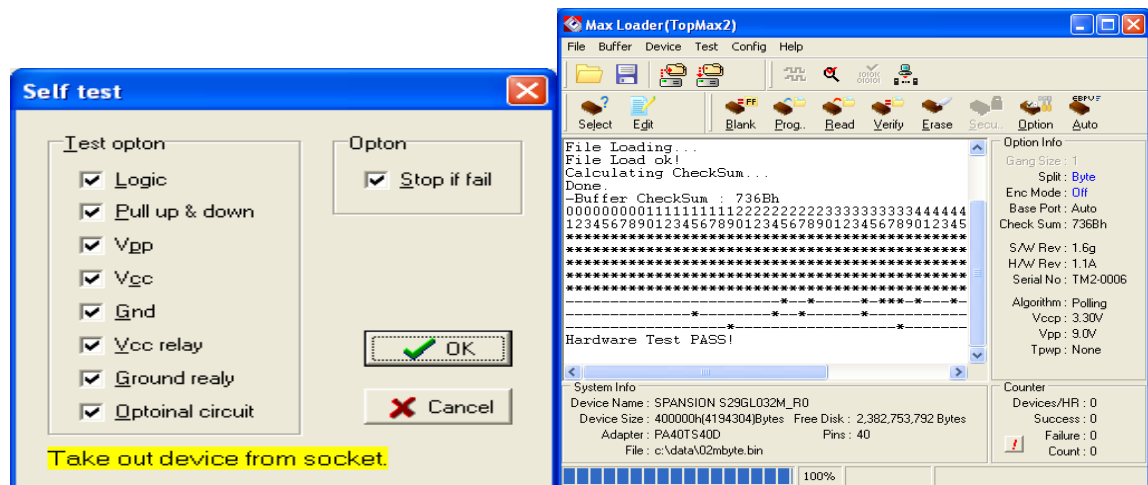 Self test
Test opton
Logic
Pull up & down
Vpp
Vcc
Gnd
Vcc relay
Ground realy
Optoinal circuit
Opton
Stop if fail
OK
Cancel
Take out device from socket.
Max Loader(TopMax2)
File Buffer Device Test Config Help
Select Edit Blank Prog.. Read Verify Erase Secu.. Option Auto
File Loading...
File Load ok!
Calculating CheckSum...
Done.
-Buffer CheckSum : 736Bh
000000000111111111122222222223333333333444444
123456789012345678901234567890123456789012345
*********************************************
*********************************************
*********************************************
*********************************************
*********************************************
------------------------*--*------*-***-*---*-
--------------*--------*--*------*-----------
------------------*------------------*-------
Hardware Test PASS!
Option Info
Gang Size : 1
Split : Byte
Enc Mode : Off
Base Port : Auto
Check Sum : 736Bh
S/W Rev : 1.6g
H/W Rev : 1.1A
Serial No : TM2-0006
Algorithm : Polling
Vccp : 3.30V
Vpp : 9.0V
Tpwp : None
System Info
Device Name : SPANSION S29GL032M_R0
Device Size : 400000h(4194304)Bytes Free Disk : 2,382,753,792 Bytes
Adapter : PA40TS40D Pins : 40
File : c:\data\02mbyte.bin
Counter
Devices/HR : 0
Success : 0
Failure : 0
Count : 0
100%